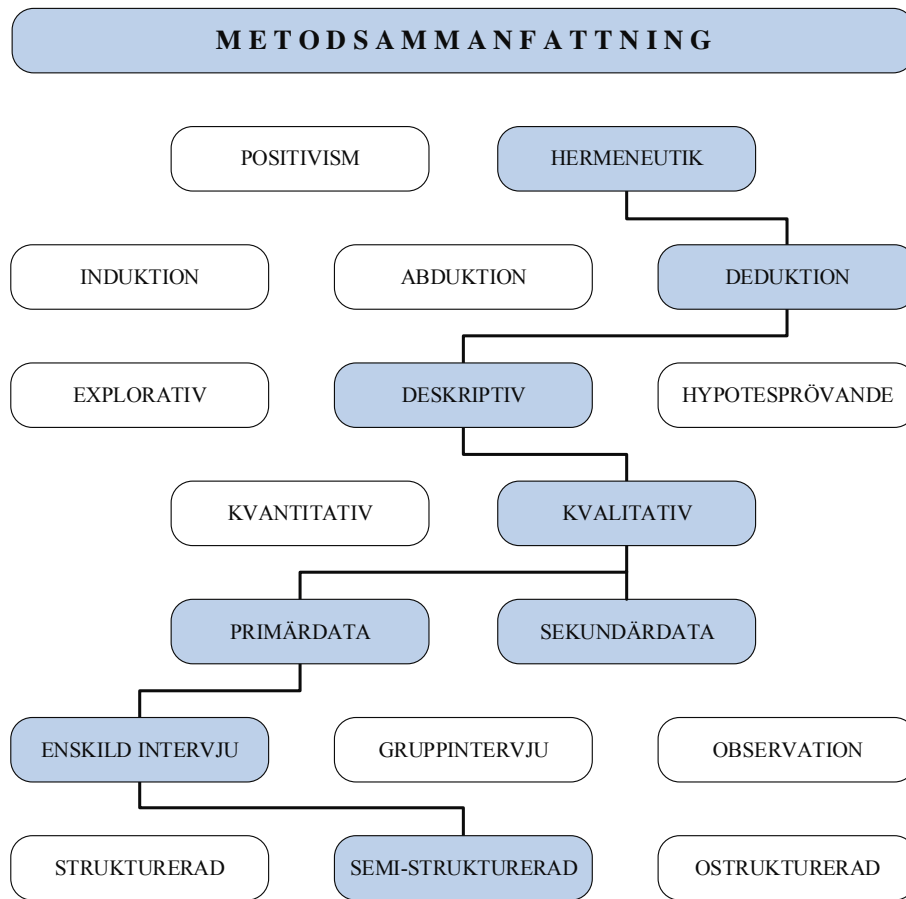 METODSAMMANFATTNING
POSITIVISM HERMENEUTIK
INDUKTION ABDUKTION DEDUKTION
EXPLORATIV DESKRIPTIV HYPOTESPRÖVANDE
KVANTITATIV KVALITATIV
PRIMÄRDATA SEKUNDÄRDATA
ENSKILD INTERVJU GRUPPINTERVJU OBSERVATION
STRUKTURERAD SEMI-STRUKTURERAD OSTRUKTURERAD